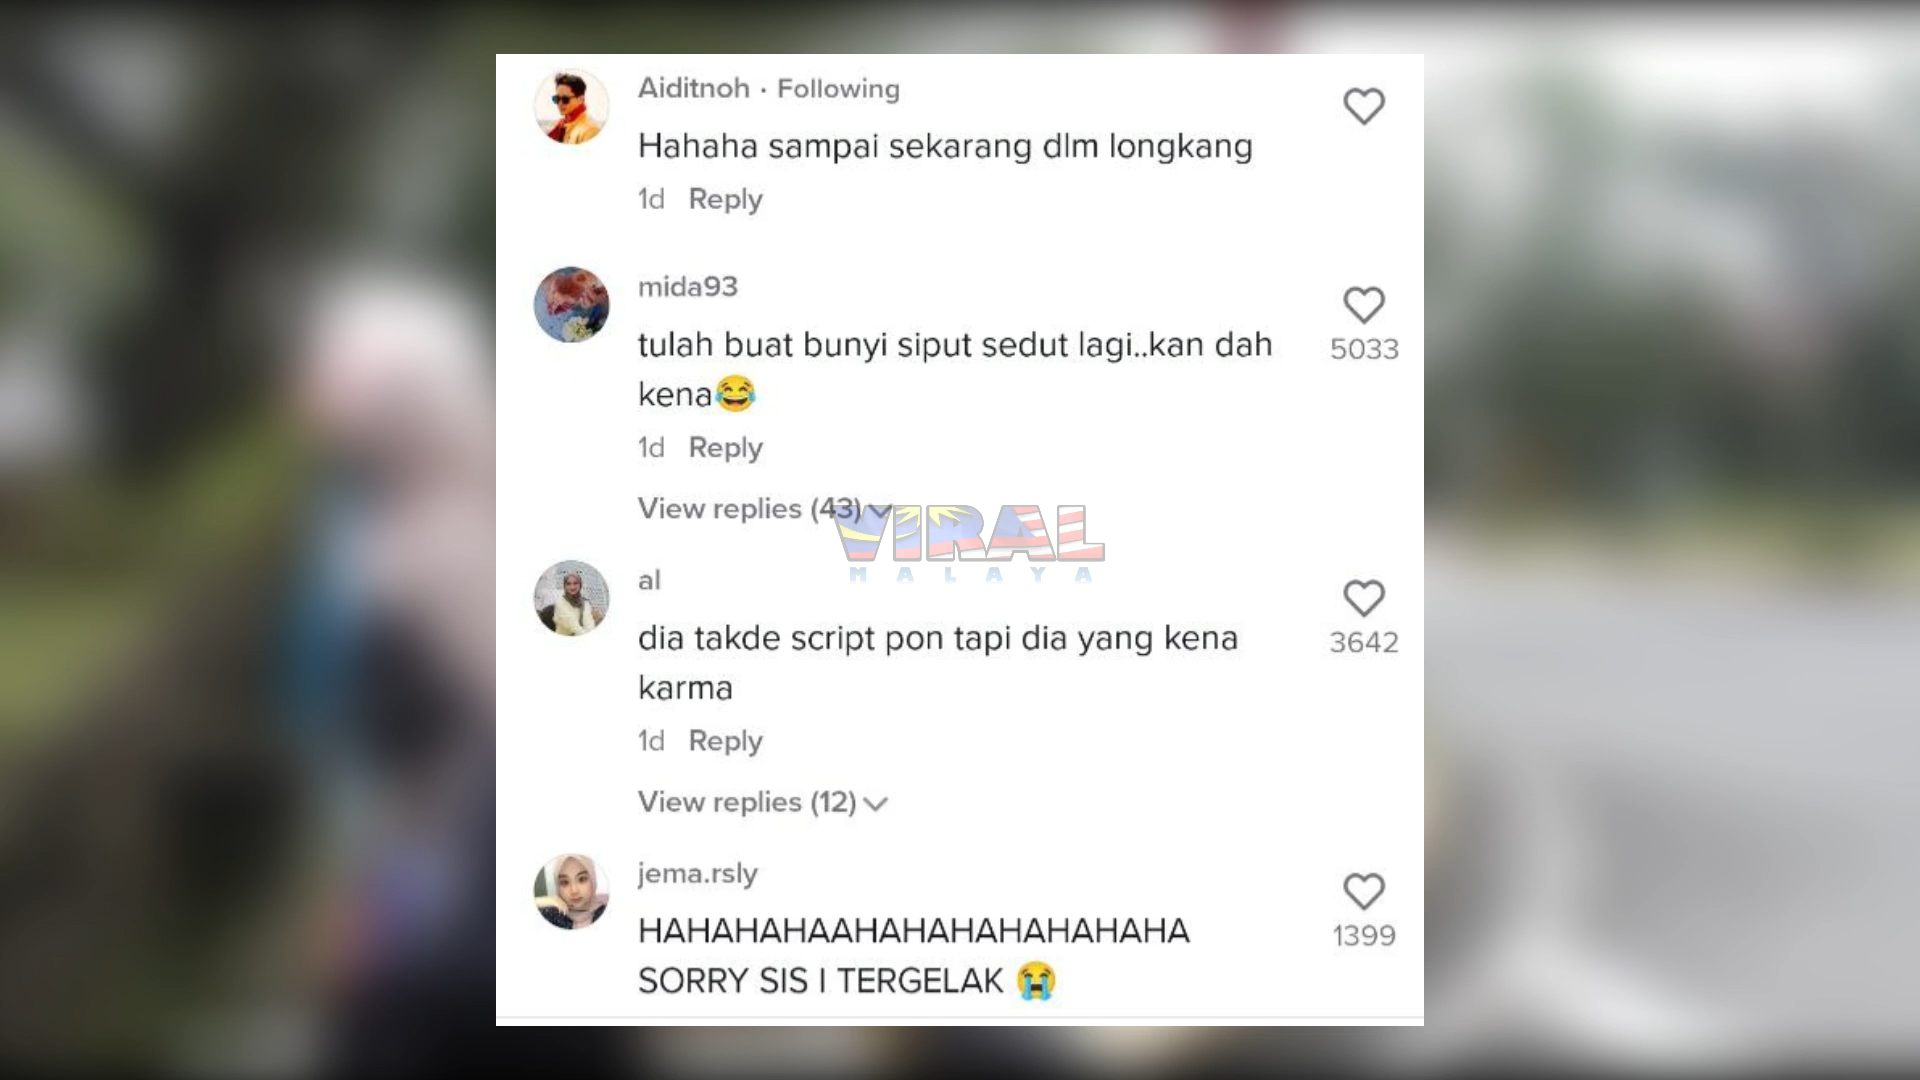 Aiditnoh · Following
Hahaha sampai sekarang dlm longkang
1d Reply
mida93
5033
tulah buat bunyi siput sedut lagi..kan dah
kena😂
1d Reply
View replies (43)
VIRAL
MALAYA
al
3642
dia takde script pon tapi dia yang kena
karma
1d Reply
View replies (12)
jema.rsly
1399
HAHAHAHAAHAHAHAHAHAHAHA
SORRY SIS I TERGELAK 😭